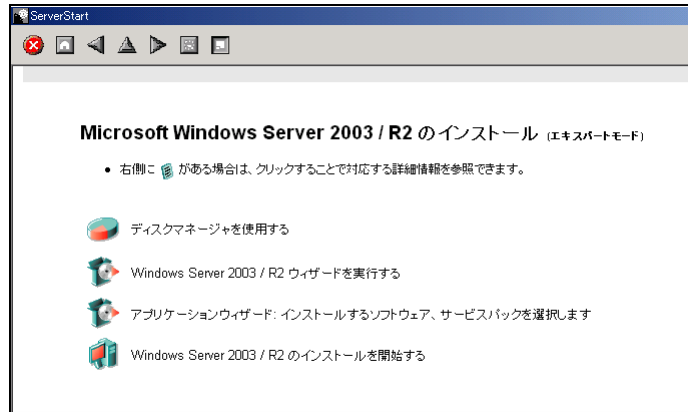 ServerStart
Microsoft Windows Server 2003 / R2 のインストール (エキスパートモード)
• 右側に がある場合は、クリックすることで対応する詳細情報を参照できます。
ディスクマネージャを使用する
Windows Server 2003 / R2 ウィザードを実行する
アプリケーションウィザード: インストールするソフトウェア、サービスパックを選択します
Windows Server 2003 / R2 のインストールを開始する